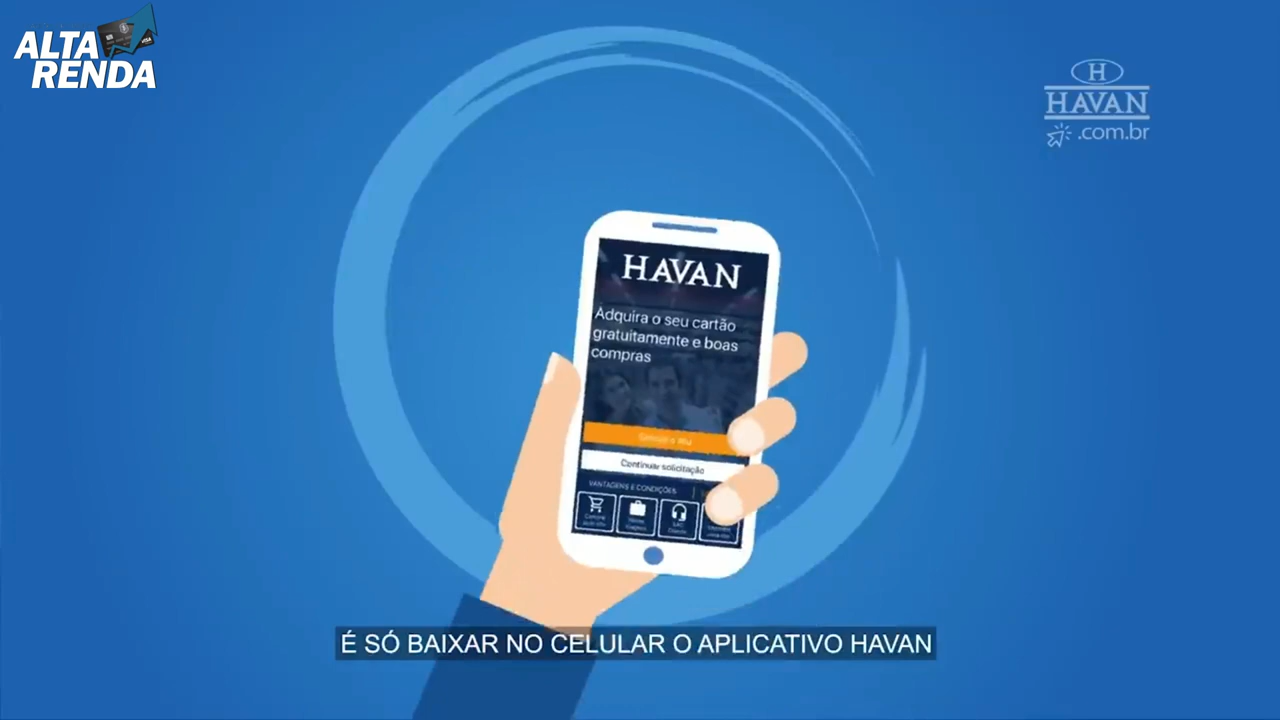 ALTA
RENDA
H
HAVAN
.com.br
HAVAN
Adquira o seu cartão
gratuitamente e boas
compras
Continuar solicitação
VANTAGENS E CONDIÇÕES
É SÓ BAIXAR NO CELULAR O APLICATIVO HAVAN